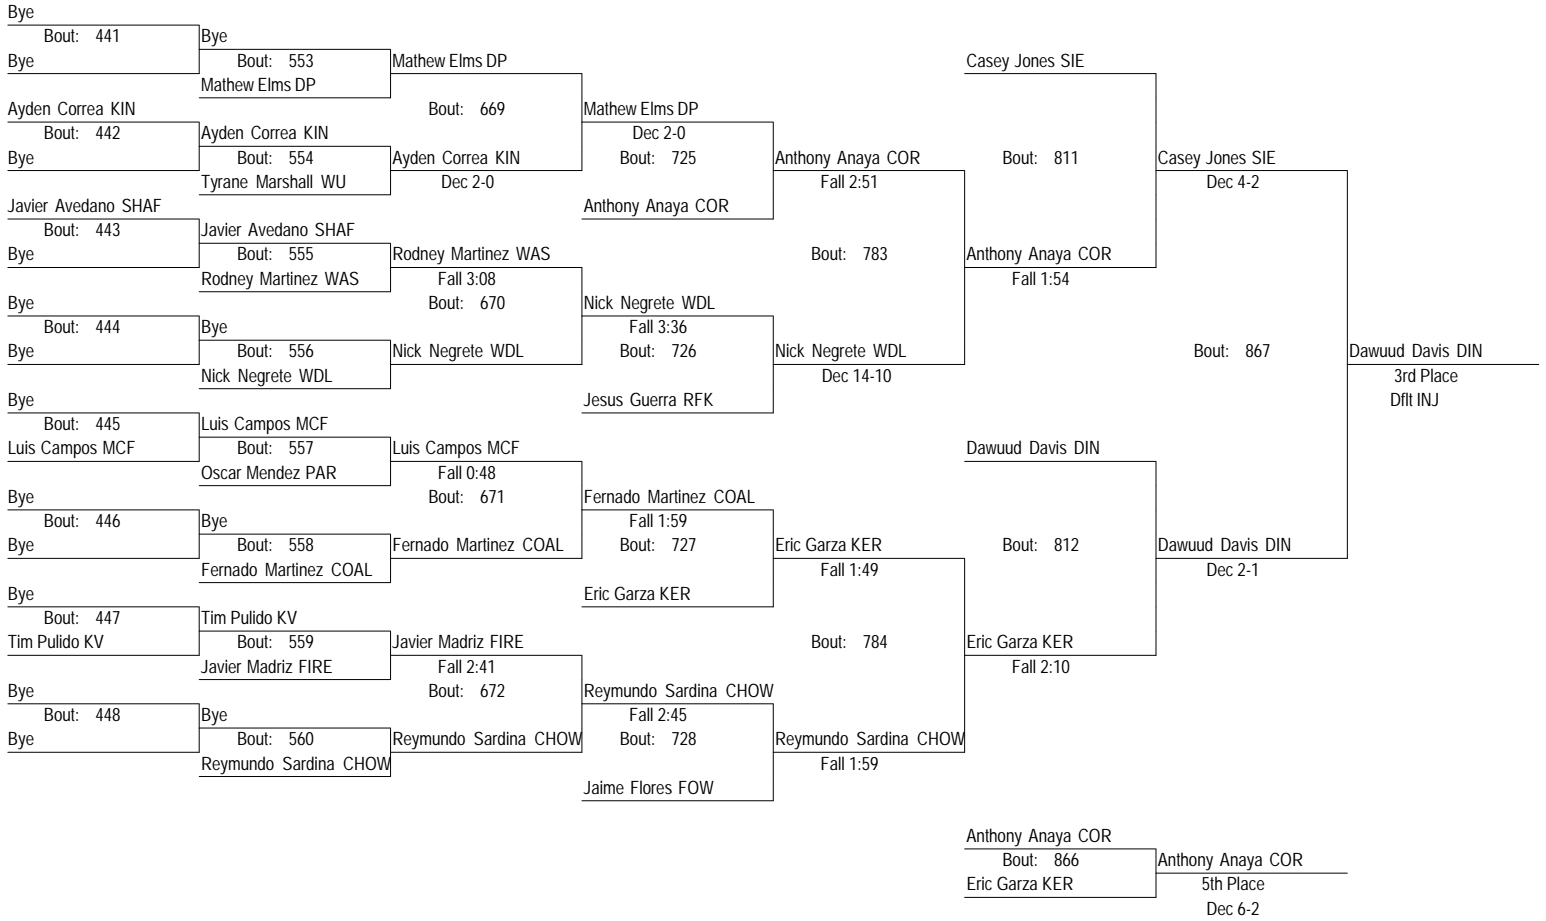 Bye
Bout: 441
Bye
Bye
Bout: 553
Mathew Elms DP
Mathew Elms DP
Casey Jones SIE
Ayden Correa KIN
Bout: 669
Mathew Elms DP
Bout: 442
Ayden Correa KIN
Dec 2-0
Bye
Bout: 554
Ayden Correa KIN
Bout: 725
Anthony Anaya COR
Bout: 811
Casey Jones SIE
Tyrane Marshall WU
Dec 2-0
Fall 2:51
Dec 4-2
Javier Avedano SHAF
Anthony Anaya COR
Bout: 443
Javier Avedano SHAF
Bye
Bout: 555
Rodney Martinez WAS
Bout: 783
Anthony Anaya COR
Rodney Martinez WAS
Fall 3:08
Fall 1:54
Bye
Bout: 670
Nick Negrete WDL
Bout: 444
Bye
Fall 3:36
Bye
Bout: 556
Nick Negrete WDL
Bout: 726
Nick Negrete WDL
Bout: 867
Dawuud Davis DIN
Nick Negrete WDL
Dec 14-10
3rd Place
Bye
Jesus Guerra RFK
Dflt INJ
Bout: 445
Luis Campos MCF
Luis Campos MCF
Bout: 557
Luis Campos MCF
Dawuud Davis DIN
Oscar Mendez PAR
Fall 0:48
Bye
Bout: 671
Fernado Martinez COAL
Bout: 446
Bye
Fall 1:59
Bye
Bout: 558
Fernado Martinez COAL
Bout: 727
Eric Garza KER
Bout: 812
Dawuud Davis DIN
Fernado Martinez COAL
Fall 1:49
Dec 2-1
Bye
Eric Garza KER
Bout: 447
Tim Pulido KV
Tim Pulido KV
Bout: 559
Javier Madriz FIRE
Bout: 784
Eric Garza KER
Javier Madriz FIRE
Fall 2:41
Fall 2:10
Bye
Bout: 672
Reymundo Sardina CHOW
Bout: 448
Bye
Fall 2:45
Bye
Bout: 560
Reymundo Sardina CHOW
Bout: 728
Reymundo Sardina CHOW
Reymundo Sardina CHOW
Fall 1:59
Jaime Flores FOW
Anthony Anaya COR
Bout: 866
Anthony Anaya COR
Eric Garza KER
5th Place
Dec 6-2